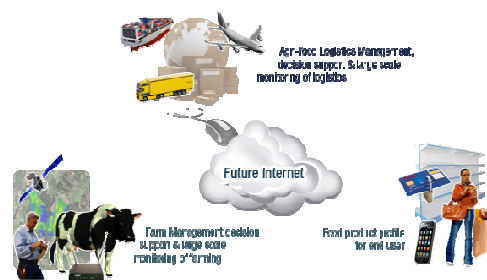 Agri-Food Logistics Management,
decision support & large scale
monitoring of logistics
Future Internet
Farm Management decision
support & large scale
monitoring of farming
Food product profile
for end user